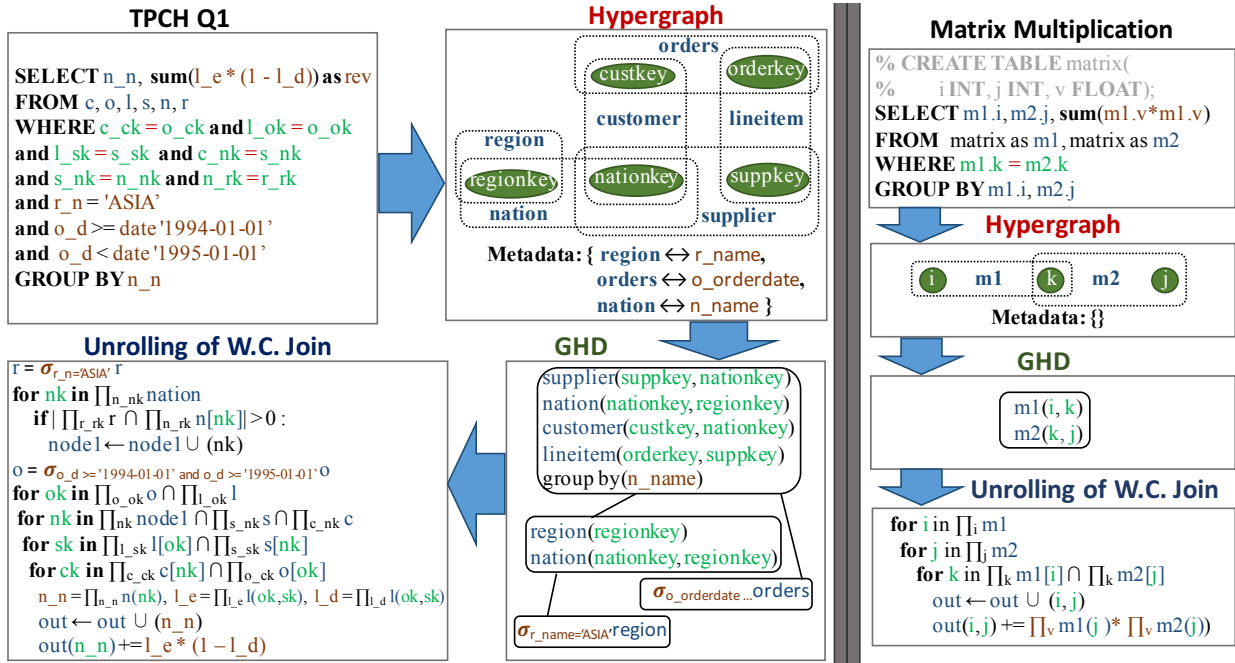 TPCH Q1
SELECT n_n, sum(l_e * (1 - l_d)) as rev
FROM c, o, l, s, n, r
WHERE c_ck = o_ck and l_ok = o_ok
and l_sk = s_sk and c_nk = s_nk
and s_nk = n_nk and n_rk = r_rk
and r_n = 'ASIA'
and o_d >= date '1994-01-01'
and o_d < date '1995-01-01'
GROUP BY n_n
Hypergraph
orders
custkey
orderkey
customer
lineitem
region
regionkey
nationkey
suppkey
nation
supplier
Metadata: { region ↔ r_name,
orders ↔ o_orderdate,
nation ↔ n_name }
Unrolling of W.C. Join
r = σr_n='ASIA' r
for nk in ∏n_nk nation
if | ∏r_rk r ∩ ∏n_rk n[nk]| > 0 :
node1 ← node1 ∪ (nk)
o = σo_d >= '1994-01-01' and o_d >= '1995-01-01' o
for ok in ∏o_ok o ∩ ∏l_ok l
for nk in ∏nk node1 ∩ ∏s_nk s ∩ ∏c_nk c
for sk in ∏l_sk l[ok] ∩ ∏s_sk s[nk]
for ck in ∏c_ck c[nk] ∩ ∏o_ck o[ok]
n_n = ∏n_n n(nk), l_e = ∏l_e l(ok,sk), l_d = ∏l_d l(ok,sk)
out ← out ∪ (n_n)
out(n_n) += l_e * (1 – l_d)
GHD
supplier(suppkey, nationkey)
nation(nationkey, regionkey)
customer(custkey, nationkey)
lineitem(orderkey, suppkey)
group by(n_name)
region(regionkey)
nation(nationkey, regionkey)
σo_orderdate ... orders
σr_name='ASIA' region
Matrix Multiplication
% CREATE TABLE matrix(
% i INT, j INT, v FLOAT);
SELECT m1.i, m2.j, sum(m1.v*m1.v)
FROM matrix as m1, matrix as m2
WHERE m1.k = m2.k
GROUP BY m1.i, m2.j
Hypergraph
i m1 k m2 j
Metadata: {}
GHD
m1(i, k)
m2(k, j)
Unrolling of W.C. Join
for i in ∏i m1
for j in ∏j m2
for k in ∏k m1[i] ∩ ∏k m2[j]
out ← out ∪ (i, j)
out(i, j) += ∏v m1(j )* ∏v m2(j))